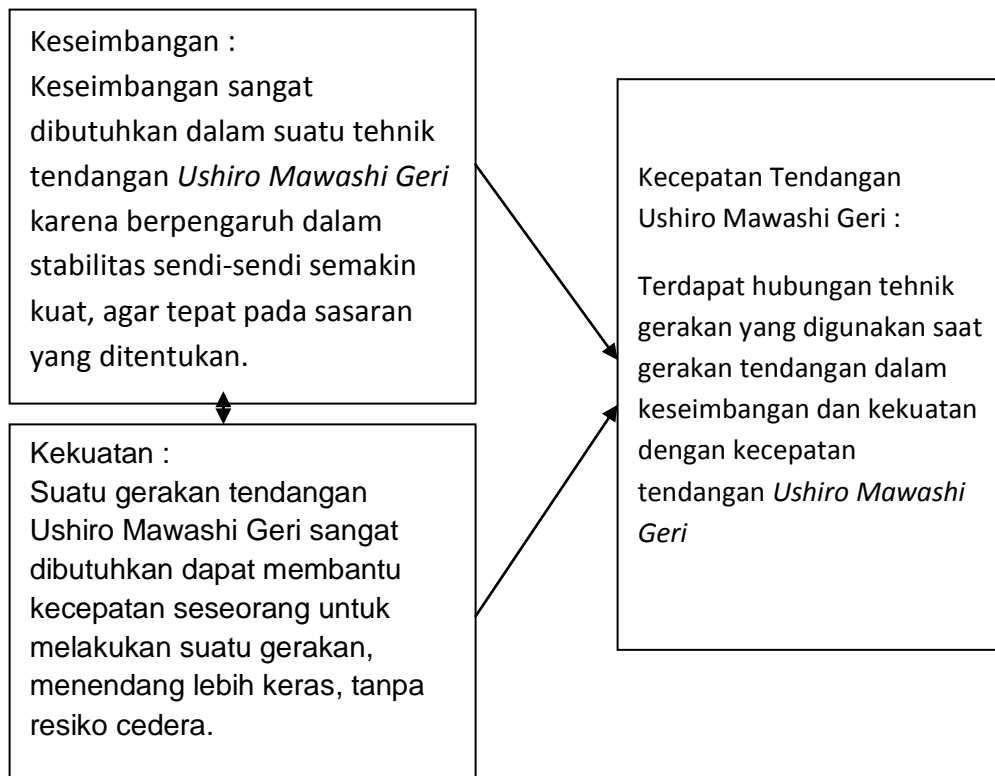 Keseimbangan :
Keseimbangan sangat
dibutuhkan dalam suatu tehnik
tendangan Ushiro Mawashi Geri
karena berpengaruh dalam
stabilitas sendi-sendi semakin
kuat, agar tepat pada sasaran
yang ditentukan.
Kekuatan :
Suatu gerakan tendangan
Ushiro Mawashi Geri sangat
dibutuhkan dapat membantu
kecepatan seseorang untuk
melakukan suatu gerakan,
menendang lebih keras, tanpa
resiko cedera.
Kecepatan Tendangan
Ushiro Mawashi Geri :
Terdapat hubungan tehnik
gerakan yang digunakan saat
gerakan tendangan dalam
keseimbangan dan kekuatan
dengan kecepatan
tendangan Ushiro Mawashi
Geri